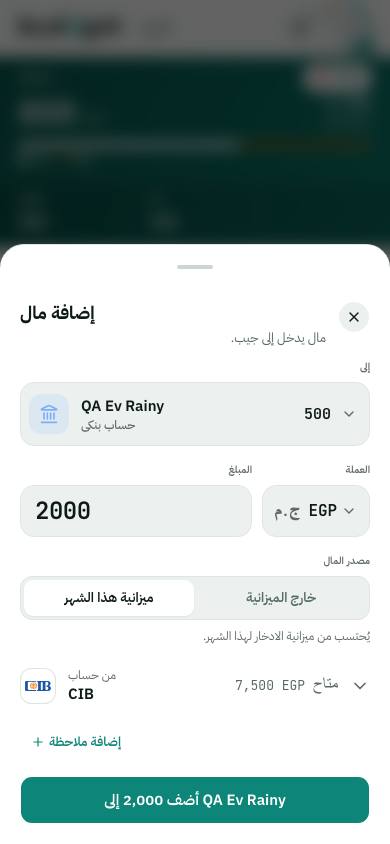 إضافة مال
مال يدخل إلى جيب.
إلى
QA Ev Rainy
حساب بنكي
500
المبلغ
العملة
2000
EGP ج.م
مصدر المال
ميزانية هذا الشهر
خارج الميزانية
يُحتسب من ميزانية الادخار لهذا الشهر.
من حساب
CIB
متاح 7,500 EGP
+ إضافة ملاحظة
أضف 2,000 إلى QA Ev Rainy